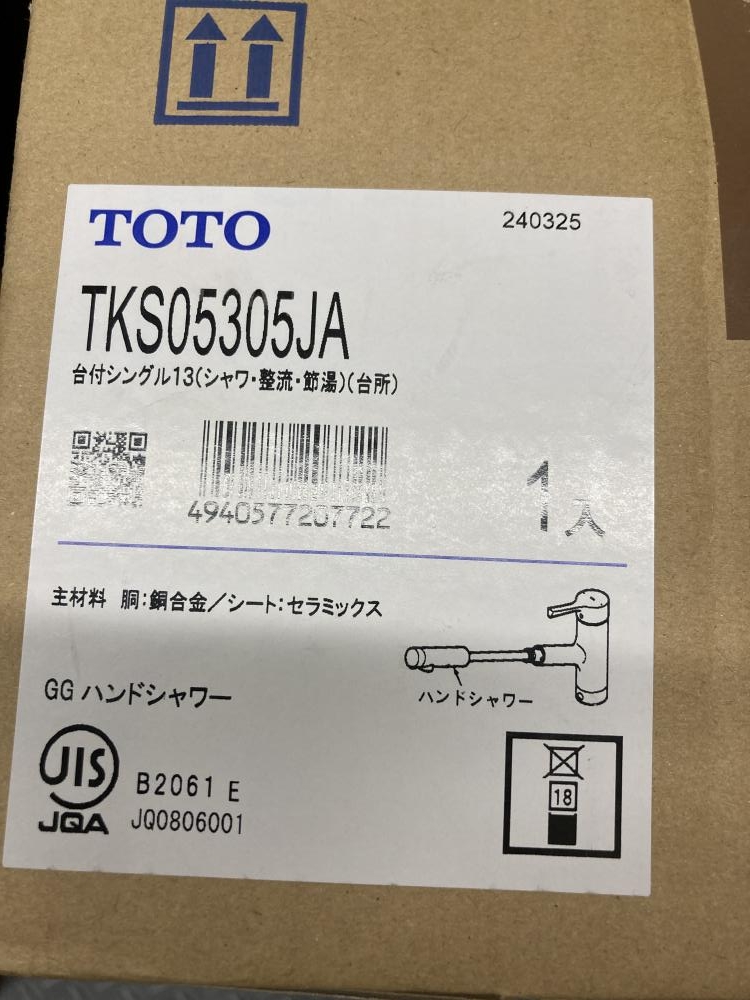 TOTO
240325
TKS05305JA
台付シングル13(シャワ・整流・節湯)(台所)
4940577207722
1入
主材料 胴:銅合金/シート:セラミックス
ハンドシャワー
GG ハンドシャワー
JIS
B2061 E
JQA
JQ0806001
18